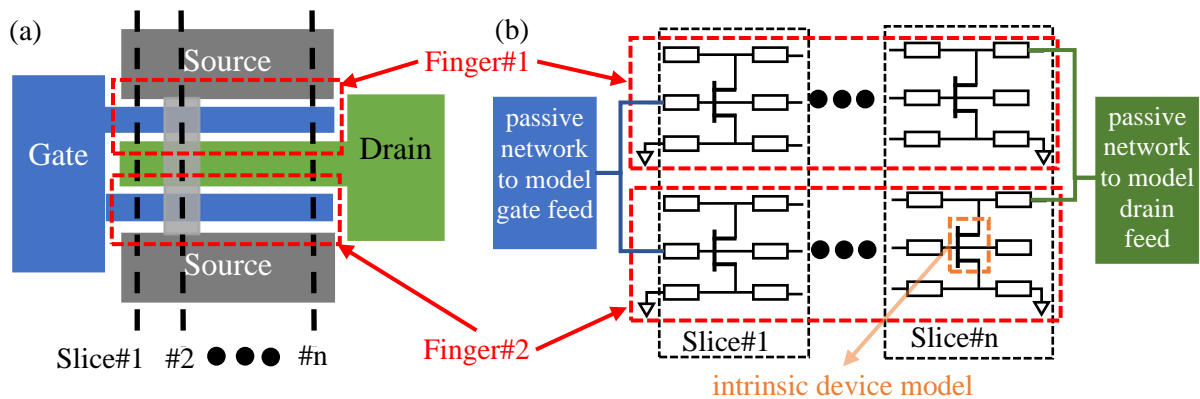 (a)
Source
Gate
Drain
Source
Slice#1 #2 #n
Finger#1
Finger#2
(b)
passive
network
to model
gate feed
passive
network
to model
drain
feed
Slice#1
Slice#n
intrinsic device model